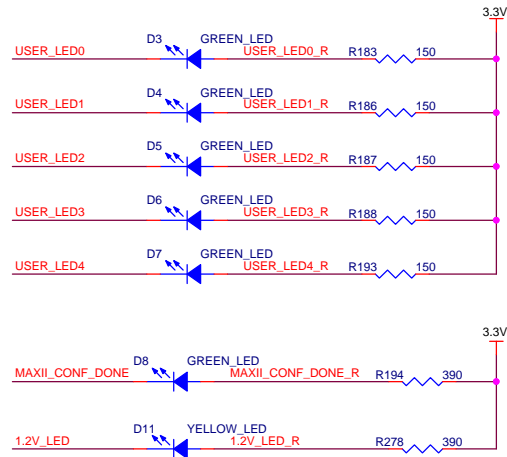 3.3V
D3 GREEN_LED
USER_LED0 USER_LED0_R R183 150
D4 GREEN_LED
USER_LED1 USER_LED1_R R186 150
D5 GREEN_LED
USER_LED2 USER_LED2_R R187 150
D6 GREEN_LED
USER_LED3 USER_LED3_R R188 150
D7 GREEN_LED
USER_LED4 USER_LED4_R R193 150
3.3V
D8 GREEN_LED
MAXII_CONF_DONE MAXII_CONF_DONE_R R194 390
D11 YELLOW_LED
1.2V_LED 1.2V_LED_R R278 390